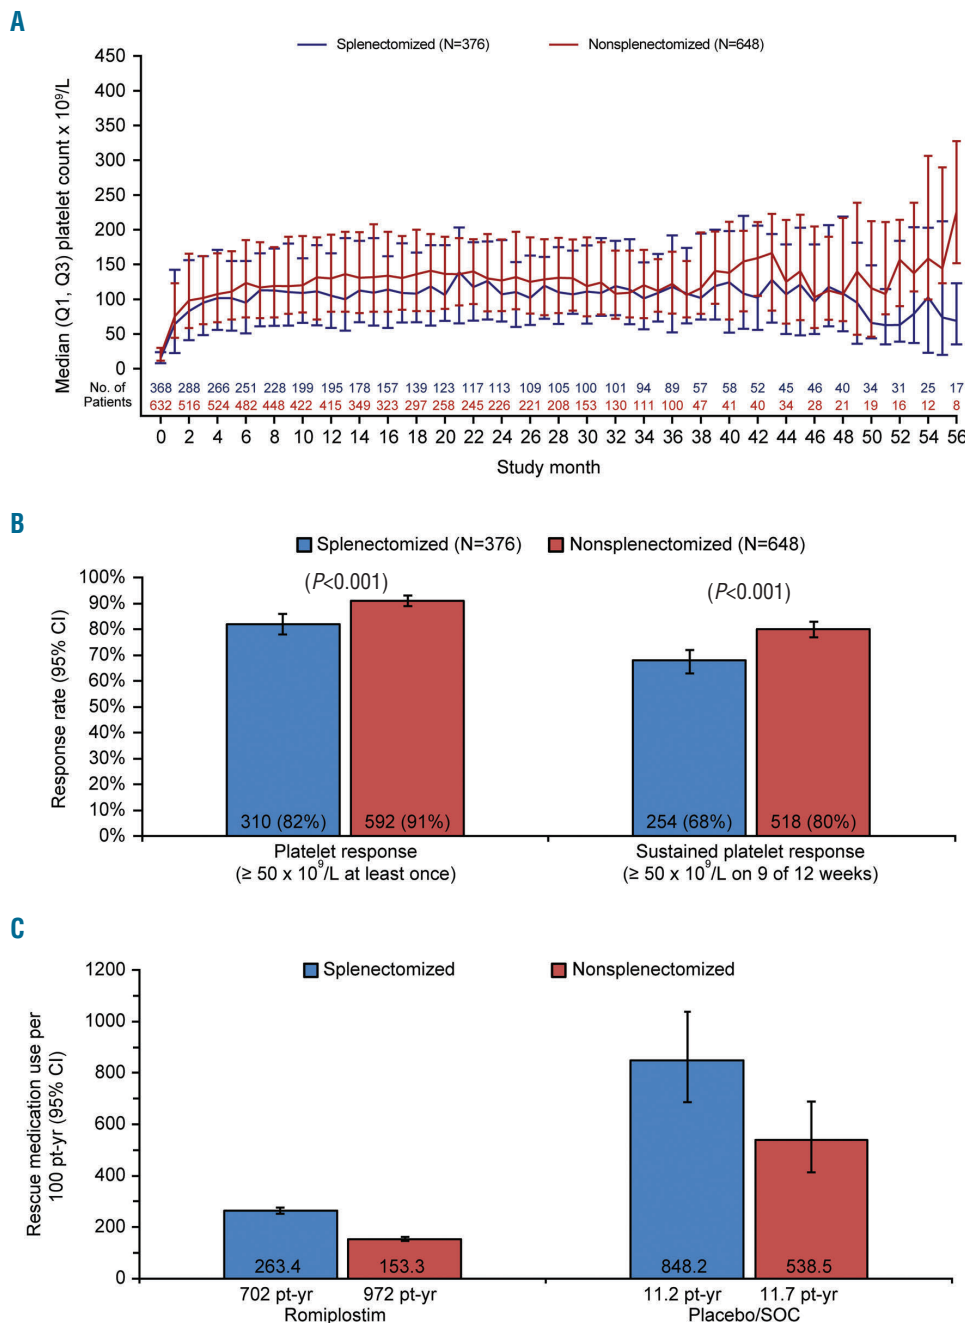 A
Splenectomized (N=376) Nonsplenectomized (N=648)
Median (Q1, Q3) platelet count x 10⁹/L
450
400
350
300
250
200
150
100
50
0
No. of Patients
368 288 266 251 228 199 195 178 157 139 123 117 113 109 105 100 101 94 89 57 58 52 45 46 40 34 31 25 17
632 516 524 482 448 422 415 349 323 297 258 245 226 221 208 153 130 111 100 47 41 40 34 28 21 19 16 12 8
0 2 4 6 8 10 12 14 16 18 20 22 24 26 28 30 32 34 36 38 40 42 44 46 48 50 52 54 56
Study month
B
Splenectomized (N=376) Nonsplenectomized (N=648)
Response rate (95% CI)
100%
90%
80%
70%
60%
50%
40%
30%
20%
10%
0%
(P<0.001) (P<0.001)
310 (82%) 592 (91%) 254 (68%) 518 (80%)
Platelet response Sustained platelet response
(≥ 50 x 10⁹/L at least once) (≥ 50 x 10⁹/L on 9 of 12 weeks)
C
Splenectomized Nonsplenectomized
Rescue medication use per
100 pt-yr (95% CI)
1200
1000
800
600
400
200
0
263.4 153.3 848.2 538.5
702 pt-yr 972 pt-yr 11.2 pt-yr 11.7 pt-yr
Romiplostim Placebo/SOC